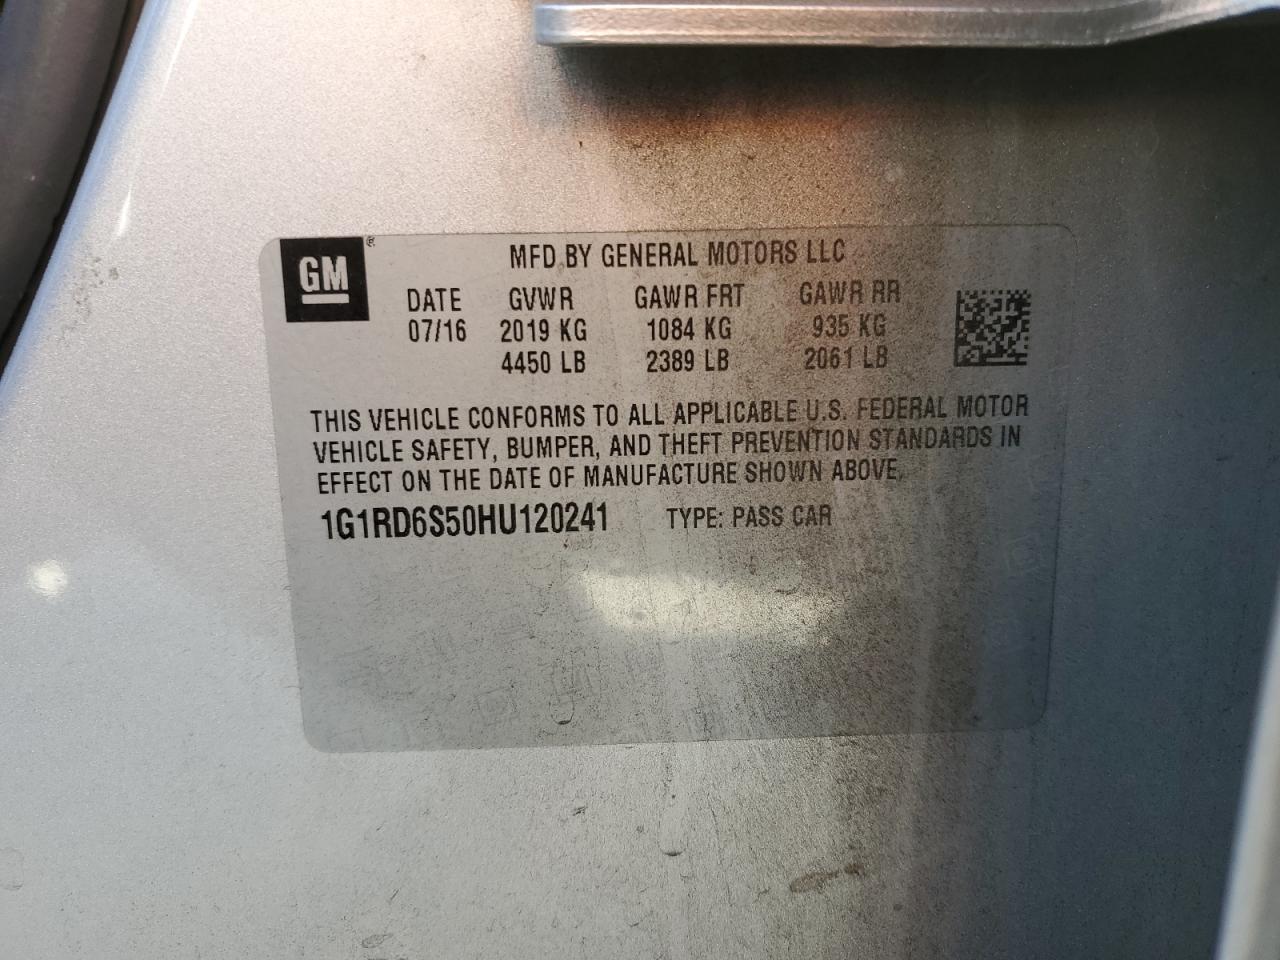 GM®
MFD BY GENERAL MOTORS LLC
DATE GVWR GAWR FRT GAWR RR
07/16 2019 KG 1084 KG 935 KG
4450 LB 2389 LB 2061 LB
THIS VEHICLE CONFORMS TO ALL APPLICABLE U.S. FEDERAL MOTOR
VEHICLE SAFETY, BUMPER, AND THEFT PREVENTION STANDARDS IN
EFFECT ON THE DATE OF MANUFACTURE SHOWN ABOVE.
1G1RD6S50HU120241 TYPE: PASS CAR